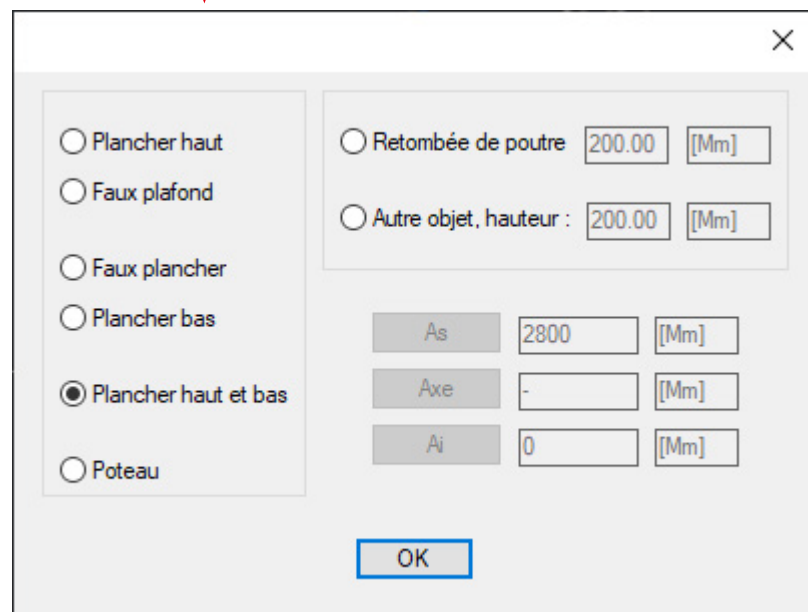 Plancher haut
Faux plafond
Faux plancher
Plancher bas
Plancher haut et bas
Poteau
Retombée de poutre 200.00 [Mm]
Autre objet, hauteur : 200.00 [Mm]
As 2800 [Mm]
Axe - [Mm]
Ai 0 [Mm]
OK